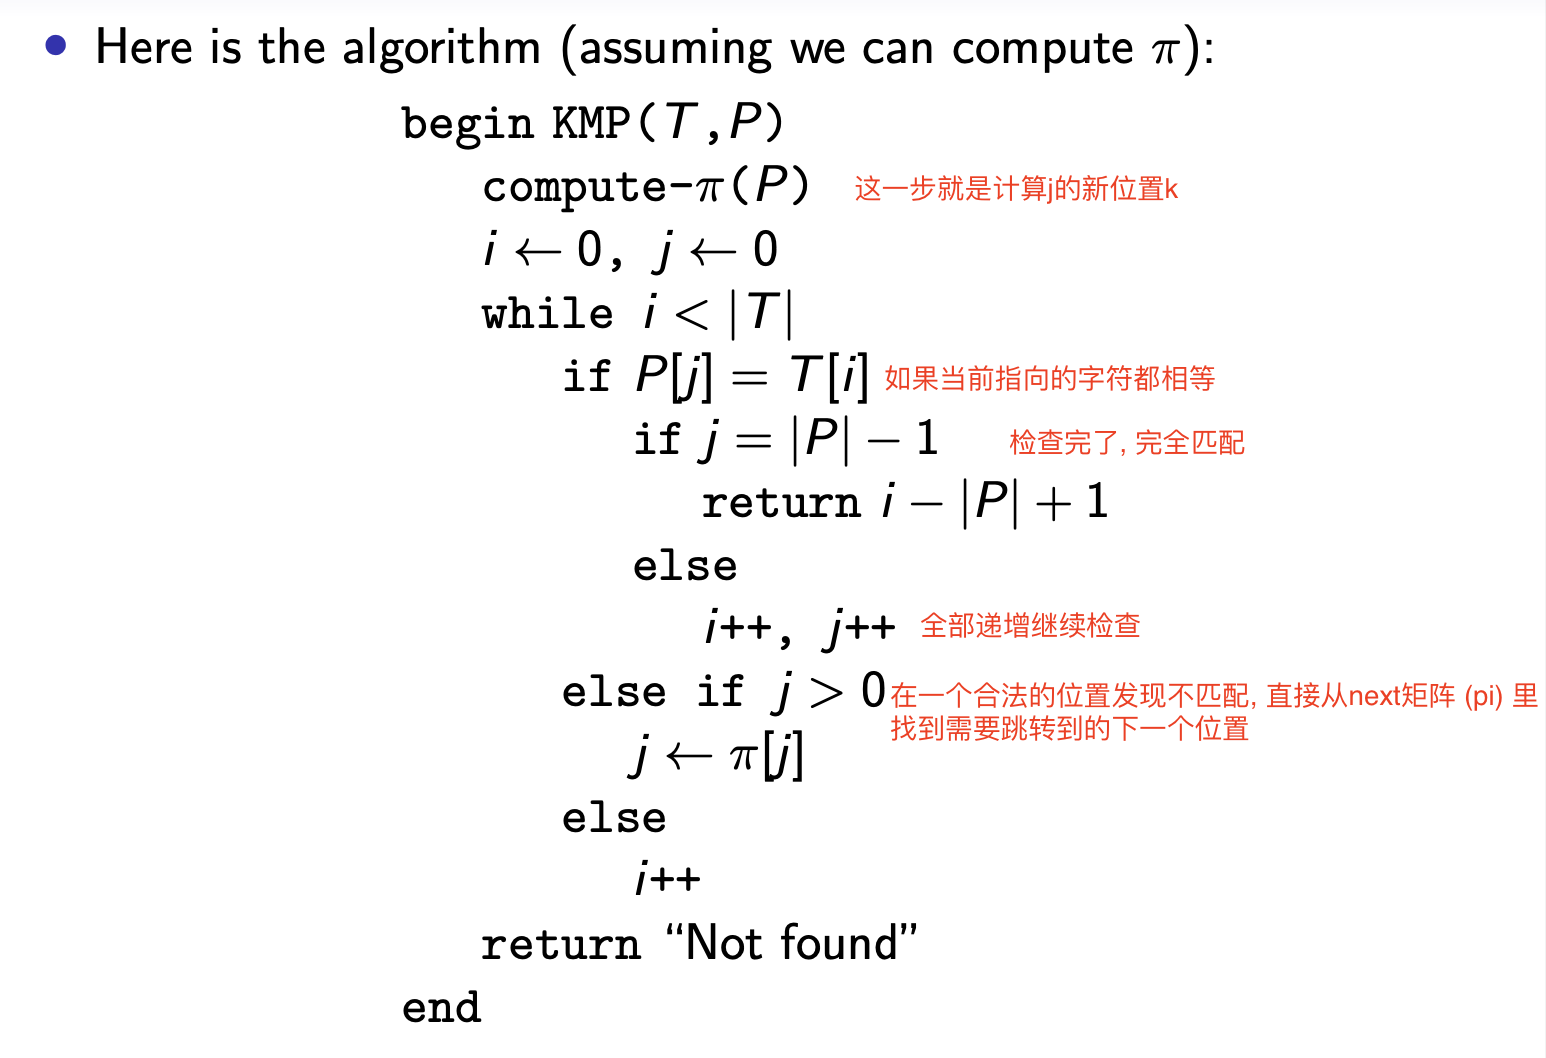 Here is the algorithm (assuming we can compute π):
begin KMP(T,P)
compute-π(P) 这一步就是计算j的新位置k
i ← 0, j ← 0
while i < |T|
if P[j] = T[i] 如果当前指向的字符都相等
if j = |P| − 1 检查完了, 完全匹配
return i − |P| + 1
else
i++, j++ 全部递增继续检查
else if j > 0 在一个合法的位置发现不匹配, 直接从next矩阵 (pi) 里
找到需要跳转到的下一个位置
j ← π[j]
else
i++
return “Not found”
end